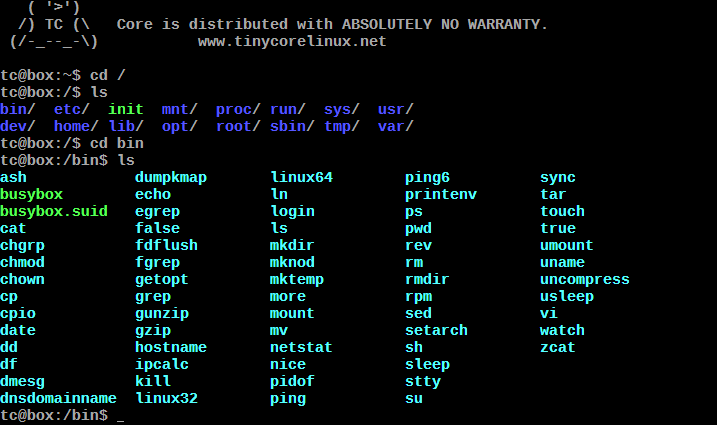 ( '>')
/) TC (\   Core is distributed with ABSOLUTELY NO WARRANTY.
(/-_--_-\)           www.tinycorelinux.net
tc@box:~$ cd /
tc@box:/$ ls
bin/  etc/  init  mnt/  proc/ run/  sys/  usr/
dev/  home/ lib/  opt/  root/ sbin/ tmp/  var/
tc@box:/$ cd bin
tc@box:/bin$ ls
ash            dumpkmap       linux64        ping6          sync
busybox        echo           ln             printenv       tar
busybox.suid   egrep          login          ps             touch
cat            false          ls             pwd            true
chgrp          fdflush        mkdir          rev            umount
chmod          fgrep          mknod          rm             uname
chown          getopt         mktemp         rmdir          uncompress
cp             grep           more           rpm            usleep
cpio           gunzip         mount          sed            vi
date           gzip           mv             setarch        watch
dd             hostname       netstat        sh             zcat
df             ipcalc         nice           sleep
dmesg          kill           pidof          stty
dnsdomainname  linux32        ping           su
tc@box:/bin$ _